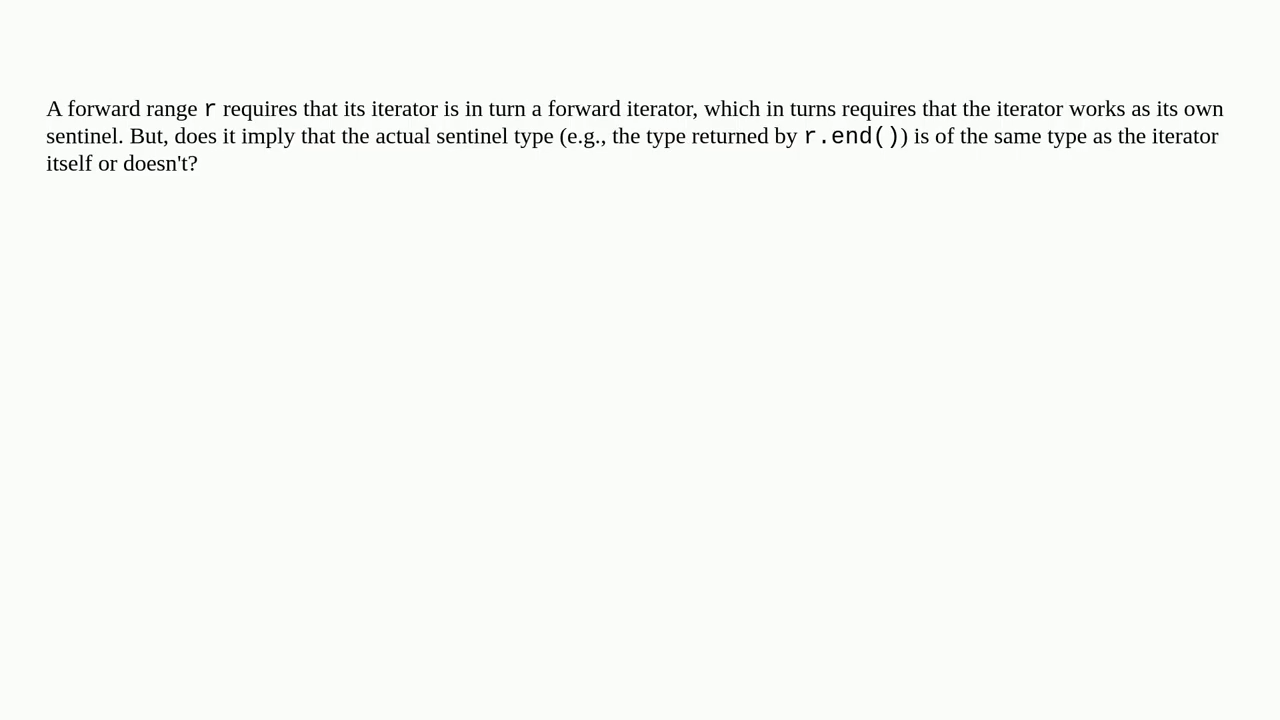 A forward range r requires that its iterator is in turn a forward iterator, which in turns requires that the iterator works as its own
sentinel. But, does it imply that the actual sentinel type (e.g., the type returned by r.end()) is of the same type as the iterator
itself or doesn't?